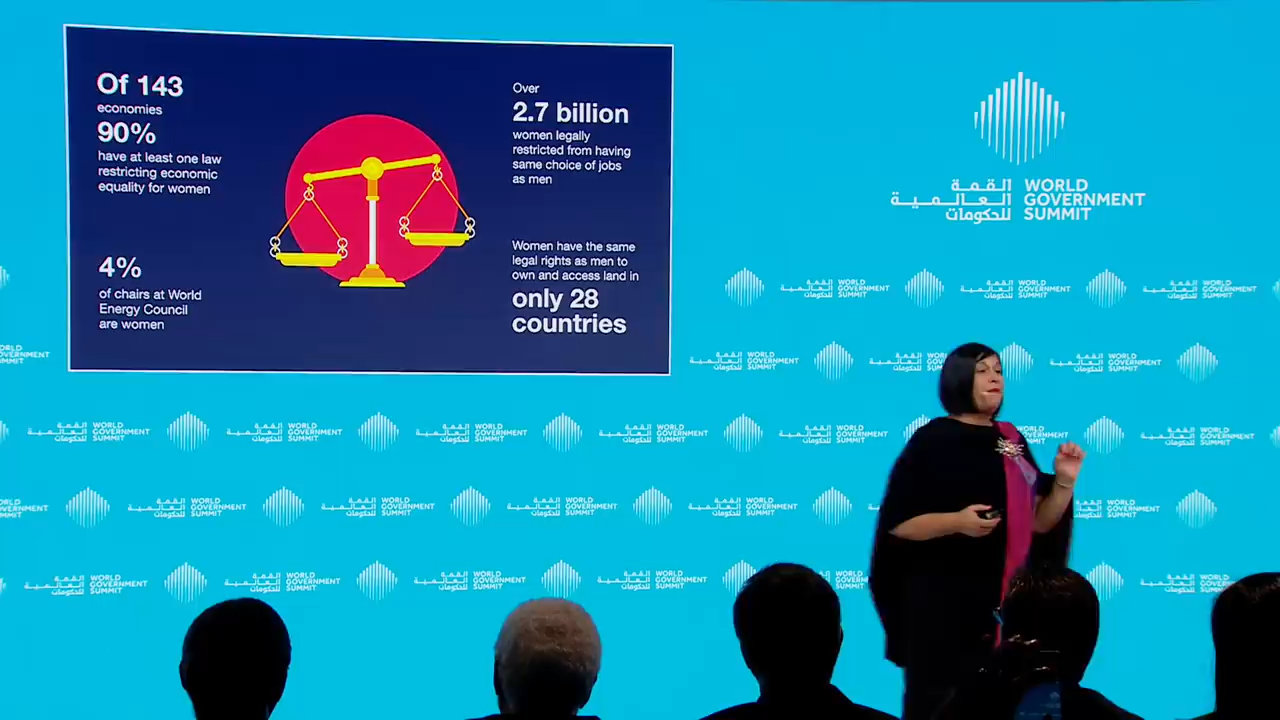 Of 143
economies
90%
have at least one law
restricting economic
equality for women
4%
of chairs at World
Energy Council
are women
Over
2.7 billion
women legally
restricted from having
same choice of jobs
as men
Women have the same
legal rights as men to
own and access land in
only 28
countries
القمة
العالمية
للحكومات
WORLD
GOVERNMENT
SUMMIT